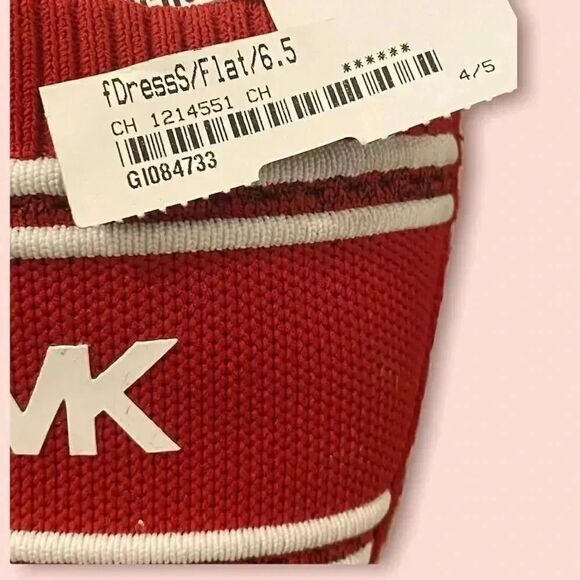 fDressS/Flat/6.5
******
CH 1214551 CH
4/5
GI084733
MK